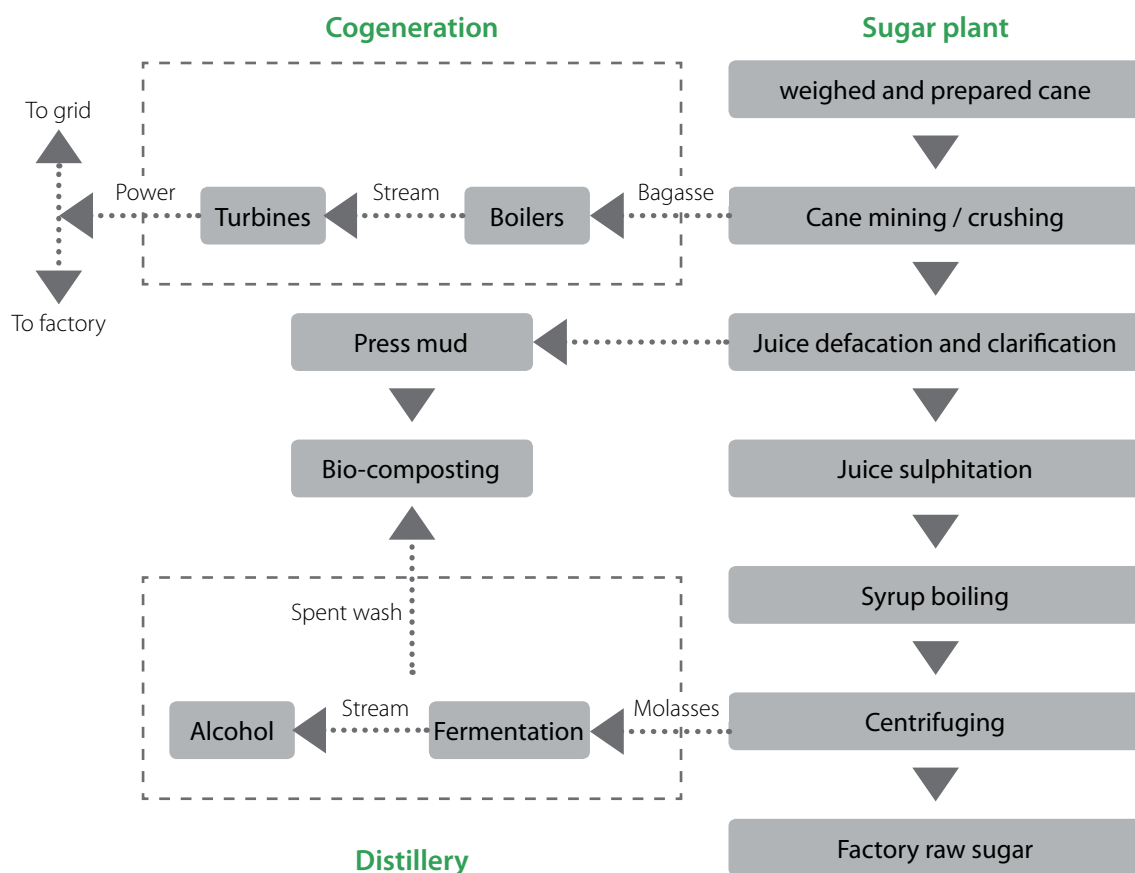 Cogeneration
Sugar plant
weighed and prepared cane
To grid
Power
Turbines
Stream
Boilers
Bagasse
Cane mining / crushing
To factory
Press mud
Juice defacation and clarification
Bio-composting
Juice sulphitation
Spent wash
Syrup boiling
Alcohol
Stream
Fermentation
Molasses
Centrifuging
Distillery
Factory raw sugar